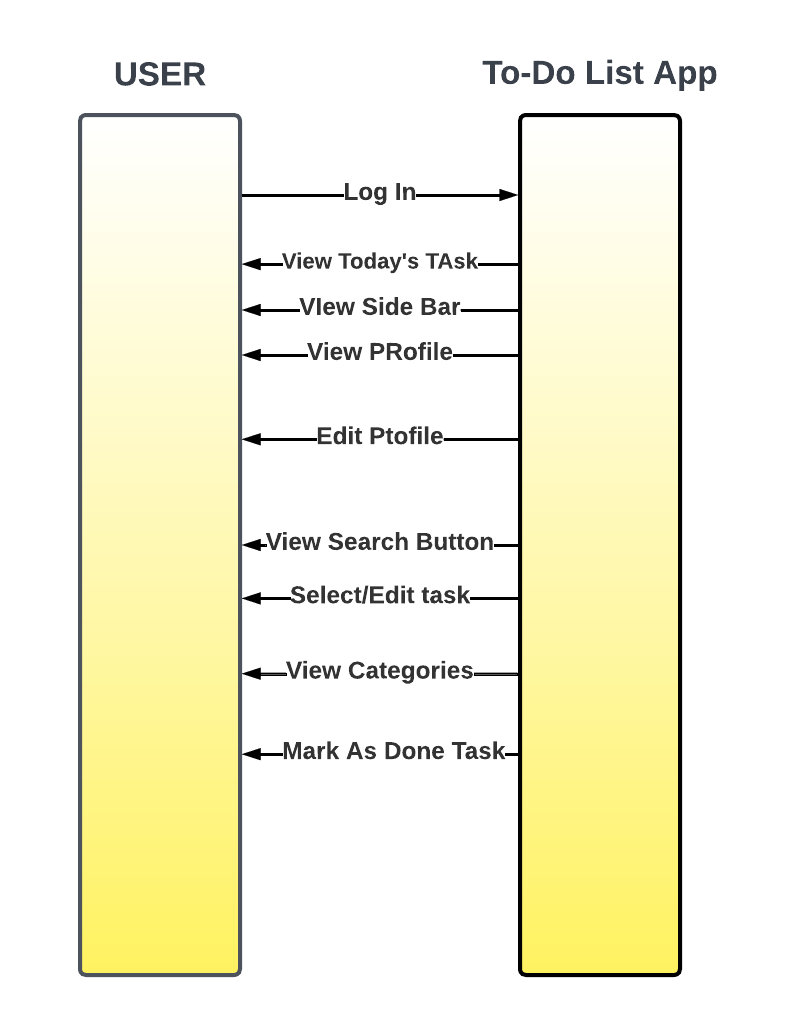 USER
To-Do List App
Log In
View Today's TAsk
VIew Side Bar
View PRofile
Edit Ptofile
View Search Button
Select/Edit task
View Categories
Mark As Done Task